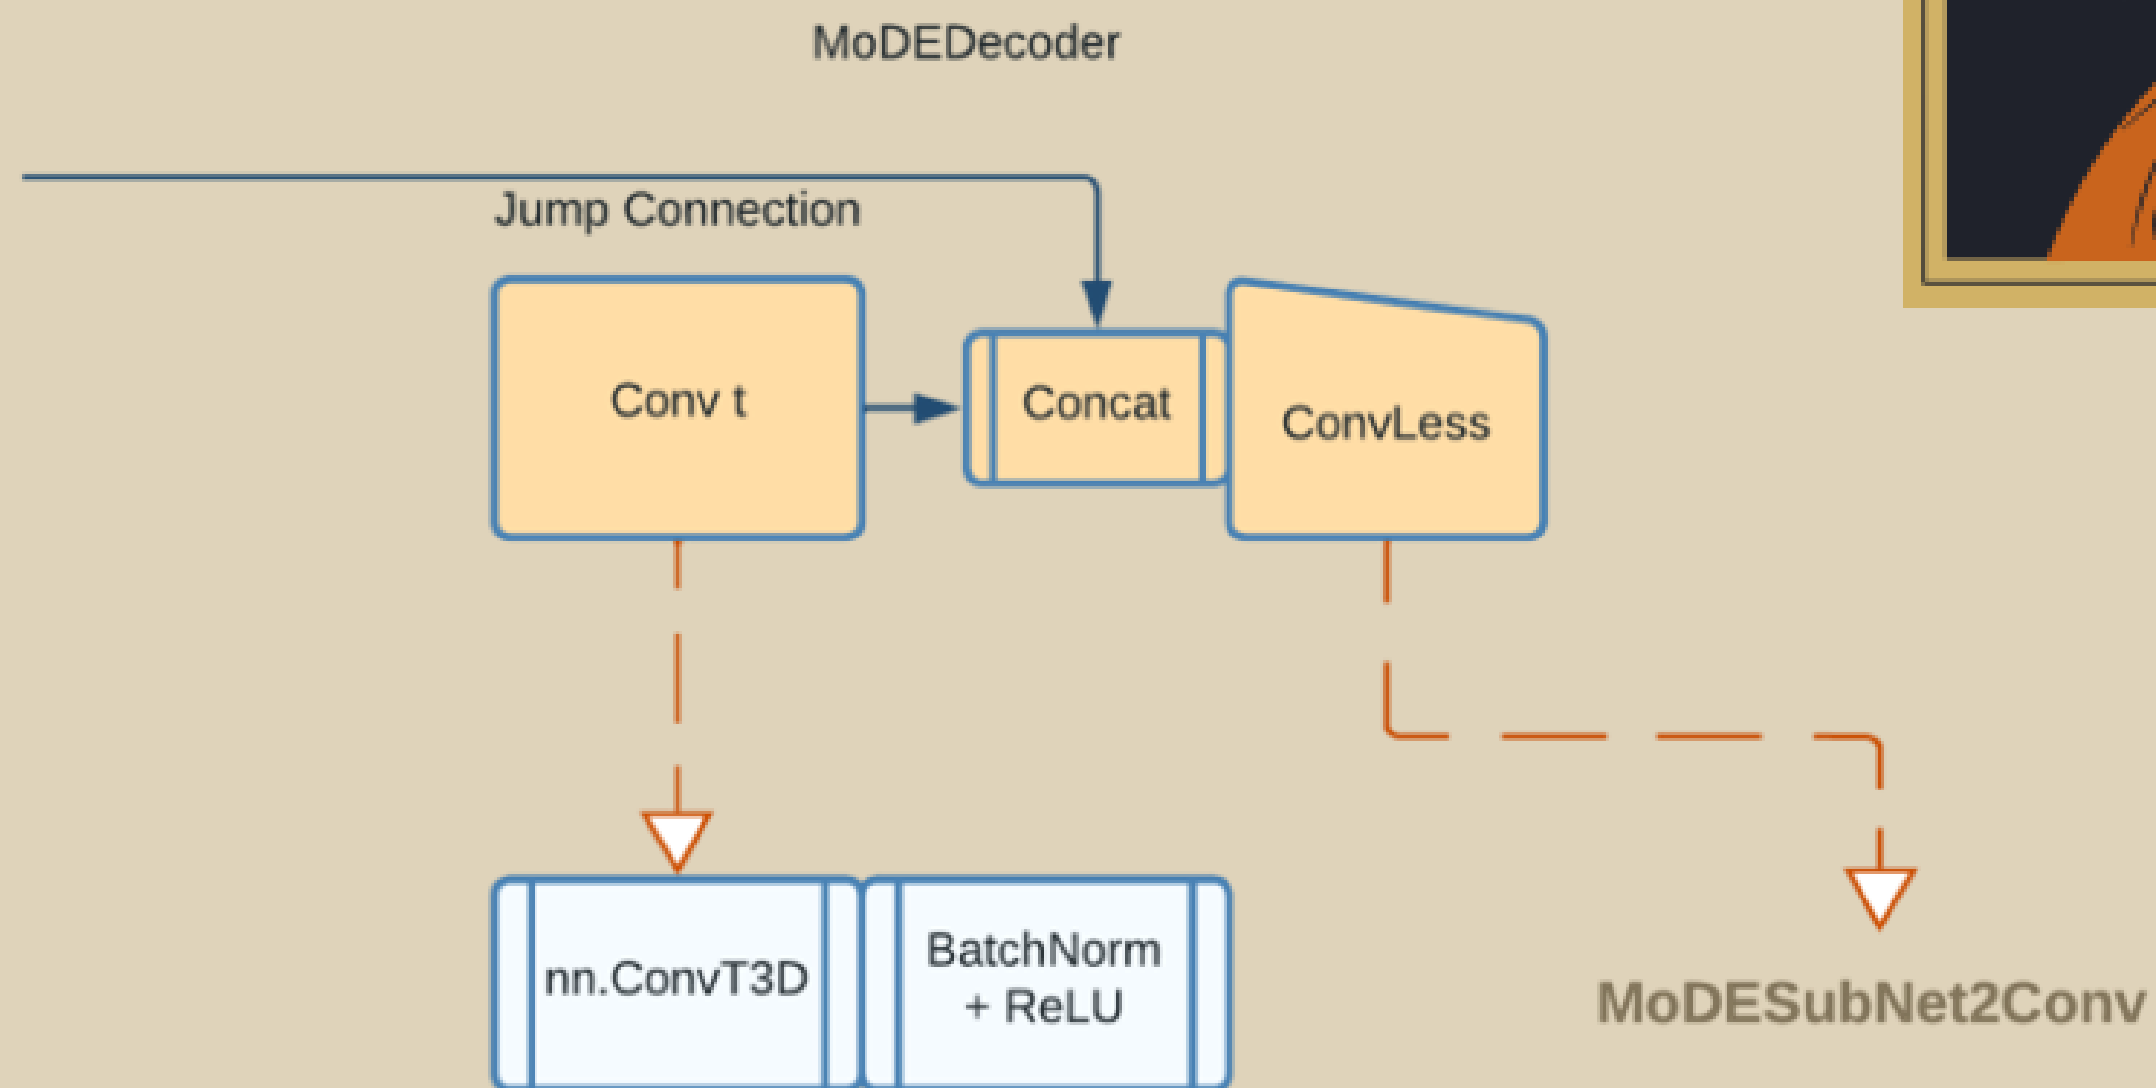 MoDEDecoder
Jump Connection
Conv t
Concat
ConvLess
nn.ConvT3D
BatchNorm
+ ReLU
MoDESubNet2Conv